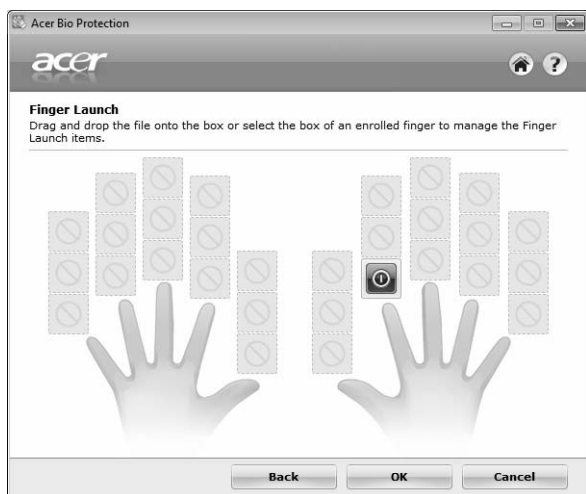 Acer Bio Protection
acer
Finger Launch
Drag and drop the file onto the box or select the box of an enrolled finger to manage the Finger
Launch items.
Back OK Cancel